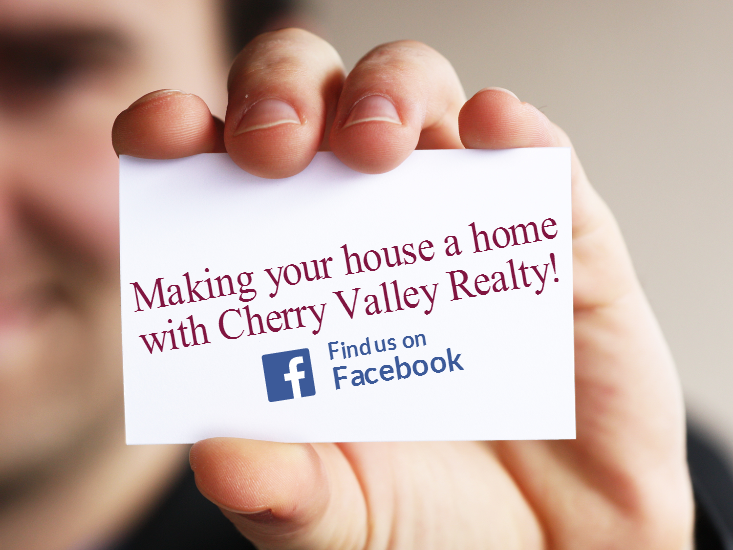 Making your house a home
with Cherry Valley Realty!
f
Find us on
Facebook